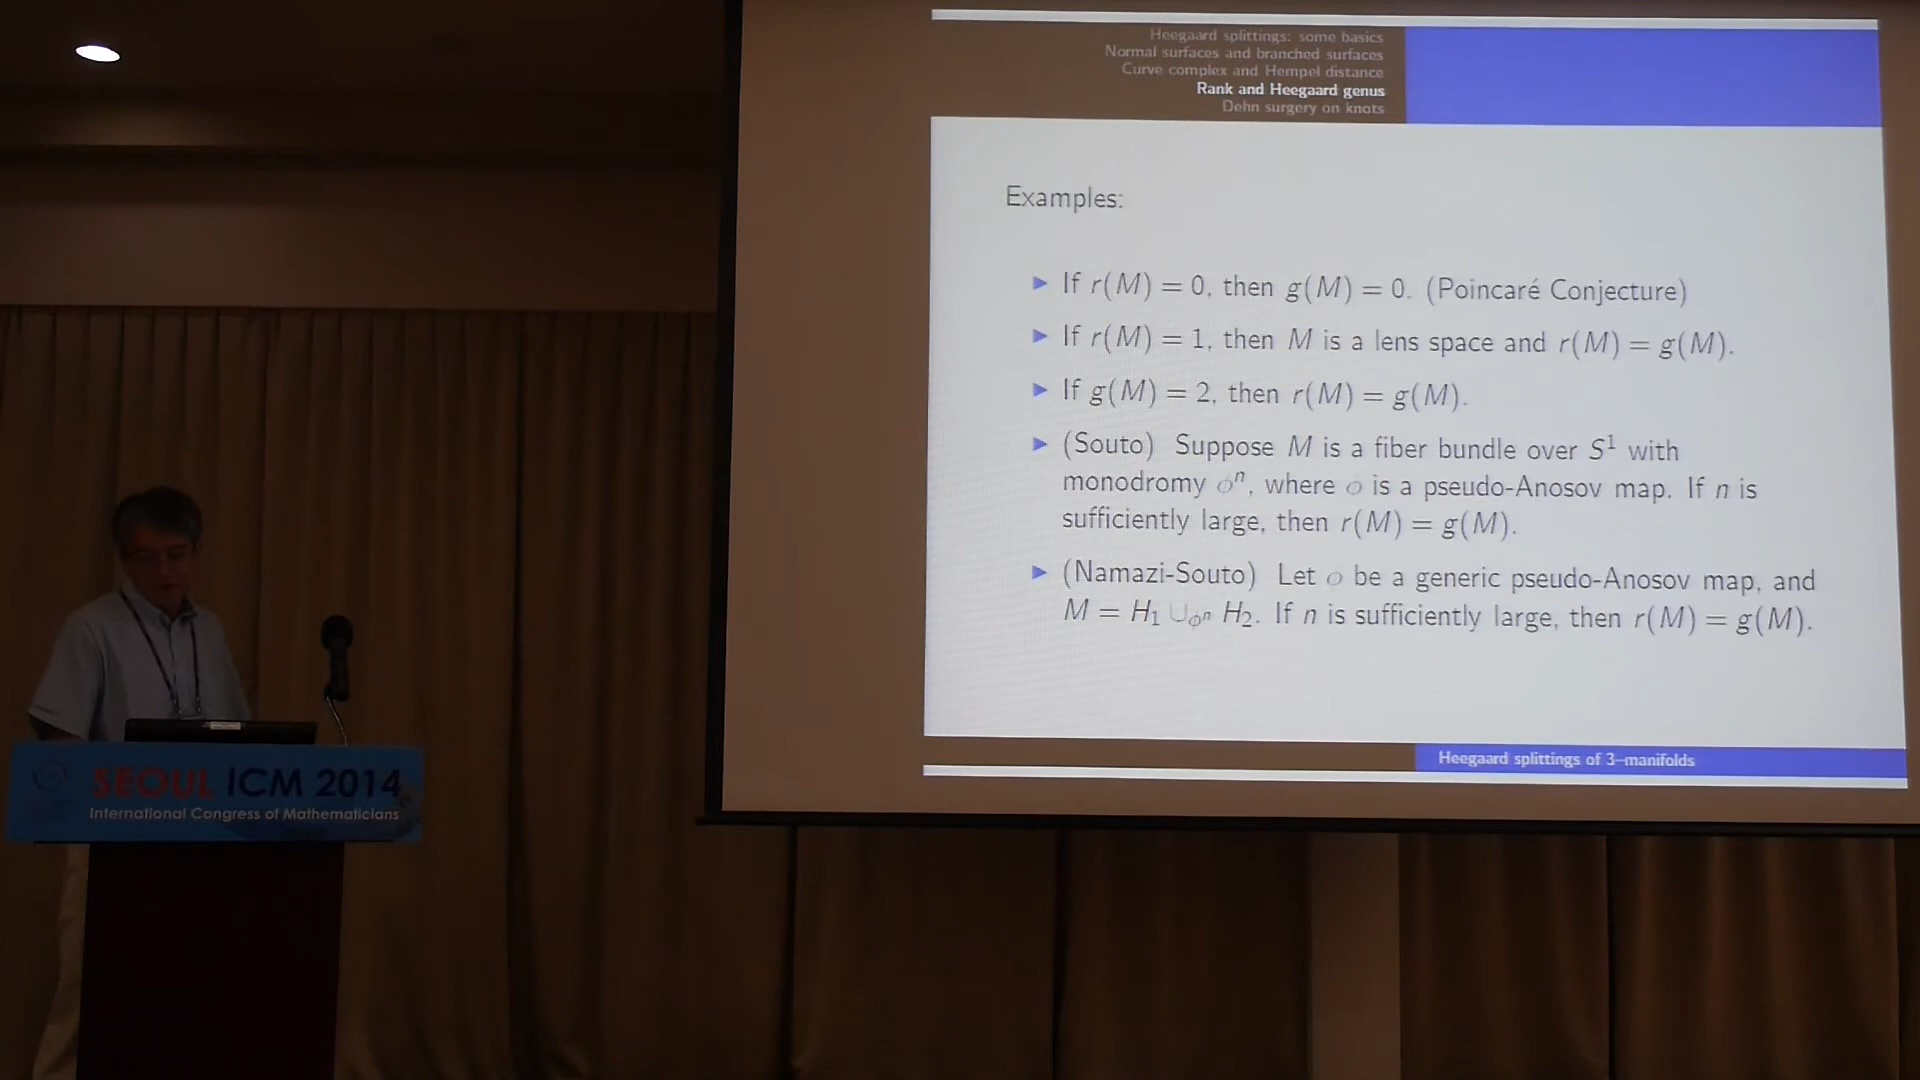 Heegaard splittings: some basics
Normal surfaces and branched surfaces
Curve complex and Hempel distance
Rank and Heegaard genus
Dehn surgery on knots
Examples:
▶ If r(M) = 0, then g(M) = 0. (Poincaré Conjecture)
▶ If r(M) = 1, then M is a lens space and r(M) = g(M).
▶ If g(M) = 2, then r(M) = g(M).
▶ (Souto) Suppose M is a fiber bundle over S¹ with
monodromy ϕⁿ, where ϕ is a pseudo-Anosov map. If n is
sufficiently large, then r(M) = g(M).
▶ (Namazi-Souto) Let ϕ be a generic pseudo-Anosov map, and
M = H₁ ∪_ϕⁿ H₂. If n is sufficiently large, then r(M) = g(M).
Heegaard splittings of 3–manifolds
SEOUL ICM 2014
International Congress of Mathematicians